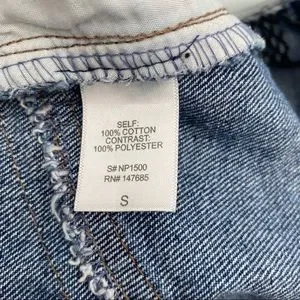 SELF:
100% COTTON
CONTRAST:
100% POLYESTER
S# NP1500
RN# 147685
S